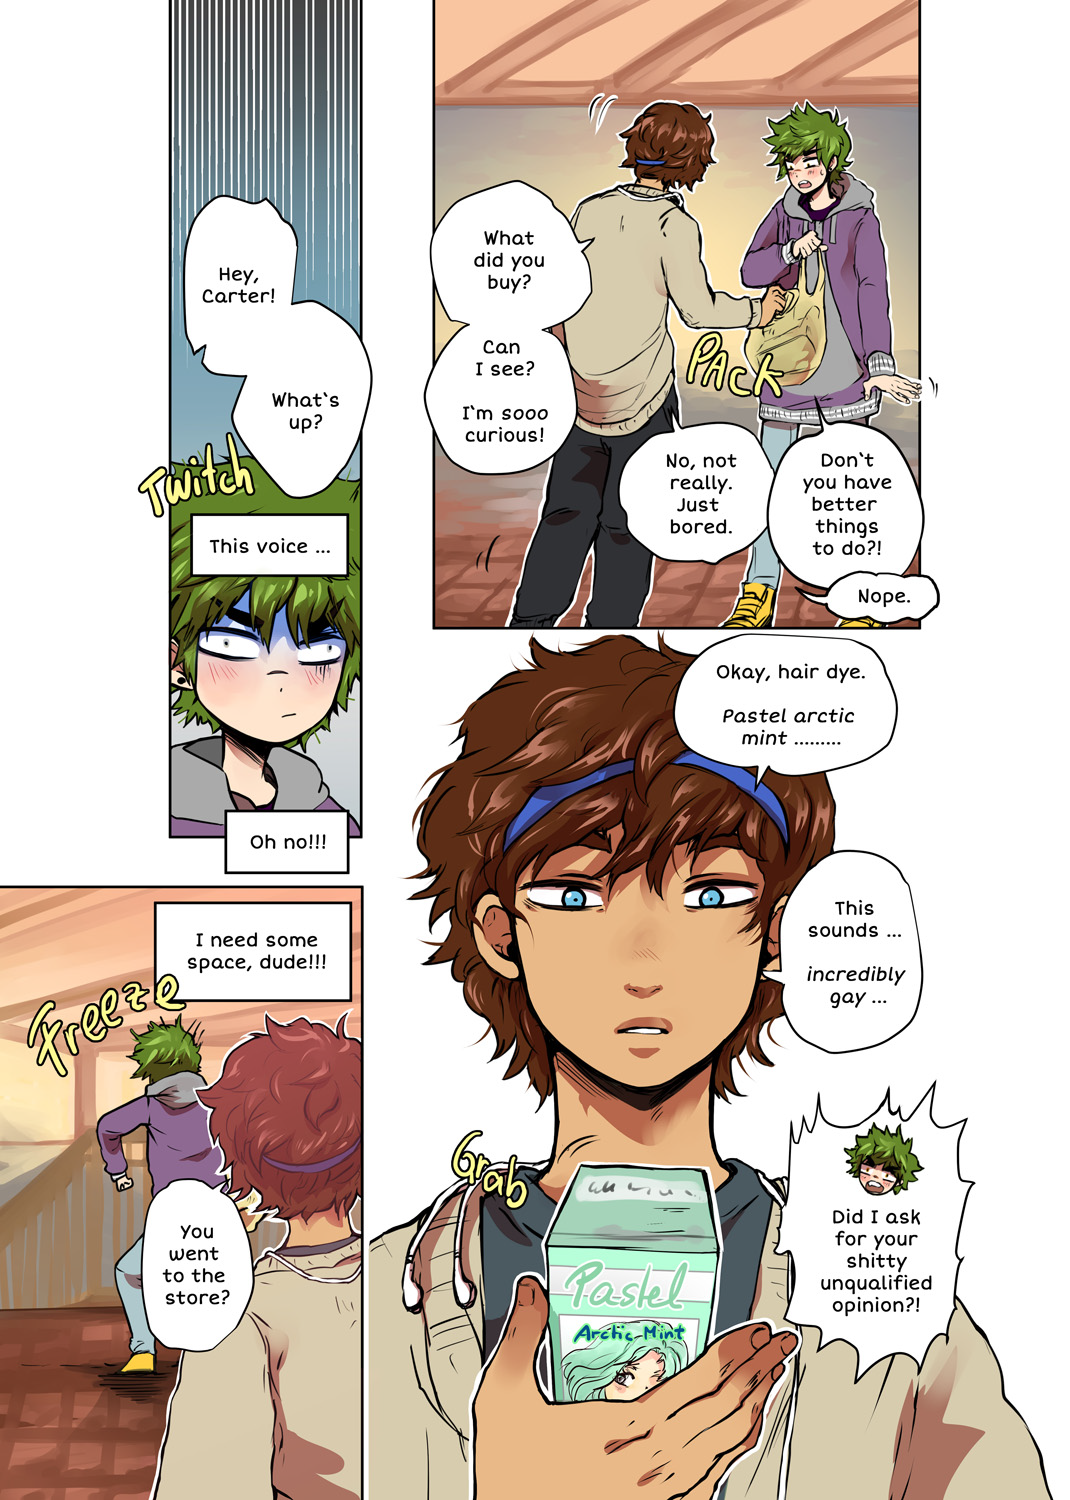 Hey,
Carter!
What's
up?
Twitch
This voice ...
Oh no!!!
I need some
space, dude!!!
Freeze
You
went
to the
store?
What
did you
buy?
Can
I see?
I'm sooo
curious!
PACK
No, not
really.
Just
bored.
Don't
you have
better
things
to do?!
Nope.
Okay, hair dye.
Pastel arctic
mint .........
This
sounds ...
incredibly
gay ...
Grab
Pastel
Arctic Mint
Did I ask
for your
shitty
unqualified
opinion?!